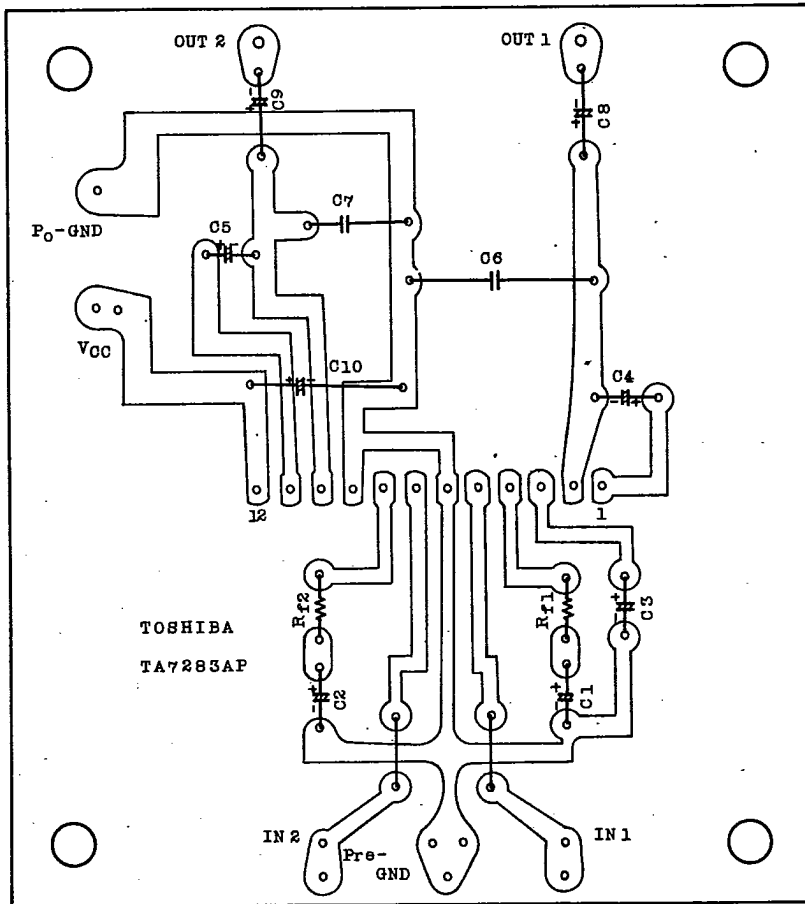 OUT 2
OUT 1
C9
C8
C7
C5
P₀-GND
C6
VCC
C10
C4
12
1
Rf2
Rf1
C3
TOSHIBA
TA7283AP
C2
C1
IN 2
Pre-
GND
IN 1